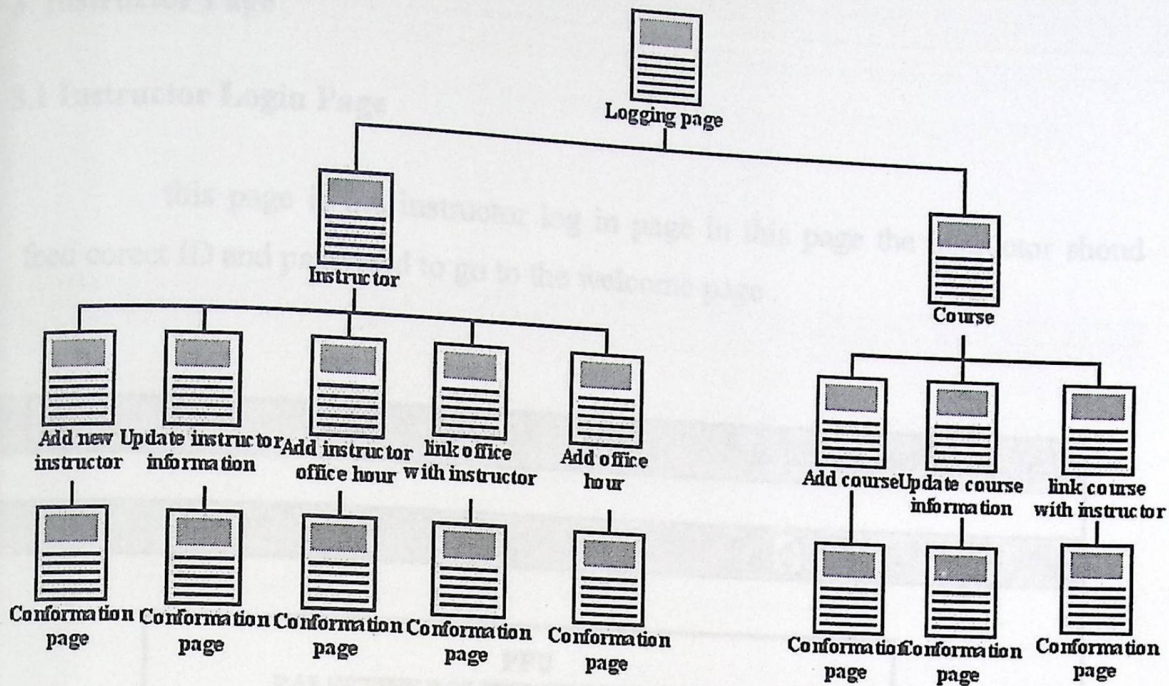 3.1 Instructor Login Page
this page instructor log in page in this page the shoud
feed corect ID and to go to the welcome page
Logging page
Instructor
Course
Add new
instructor
Update instructor
information
Add instructor
office hour
link office
with instructor
Add office
hour
Add course
Update course
information
link course
with instructor
Conformation
page
Conformation
page
Conformation
page
Conformation
page
Conformation
page
Conformation
page
Conformation
page
Conformation
page
PPU